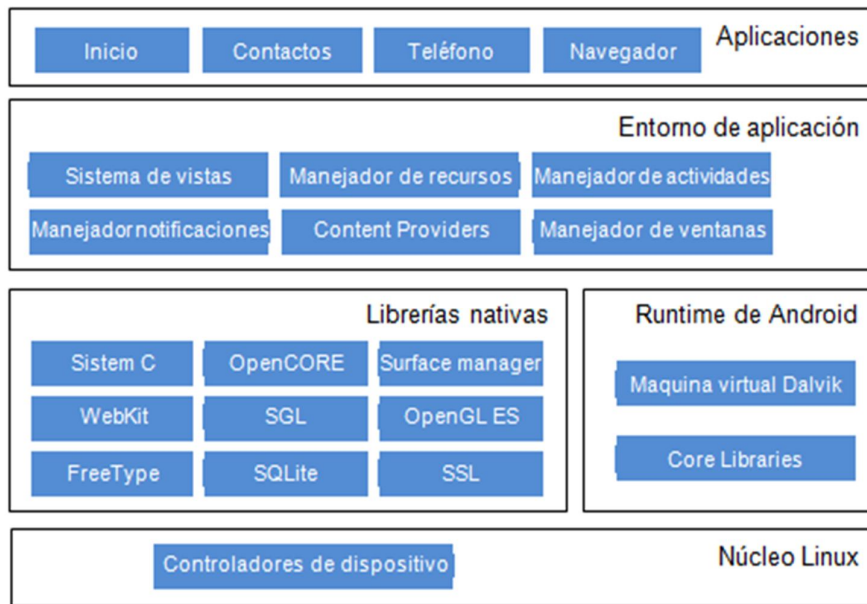 Aplicaciones
Inicio
Contactos
Teléfono
Navegador
Entorno de aplicación
Sistema de vistas
Manejador de recursos
Manejador de actividades
Manejador notificaciones
Content Providers
Manejador de ventanas
Librerías nativas
Sistem C
OpenCORE
Surface manager
WebKit
SGL
OpenGL ES
FreeType
SQLite
SSL
Runtime de Android
Maquina virtual Dalvik
Core Libraries
Núcleo Linux
Controladores de dispositivo